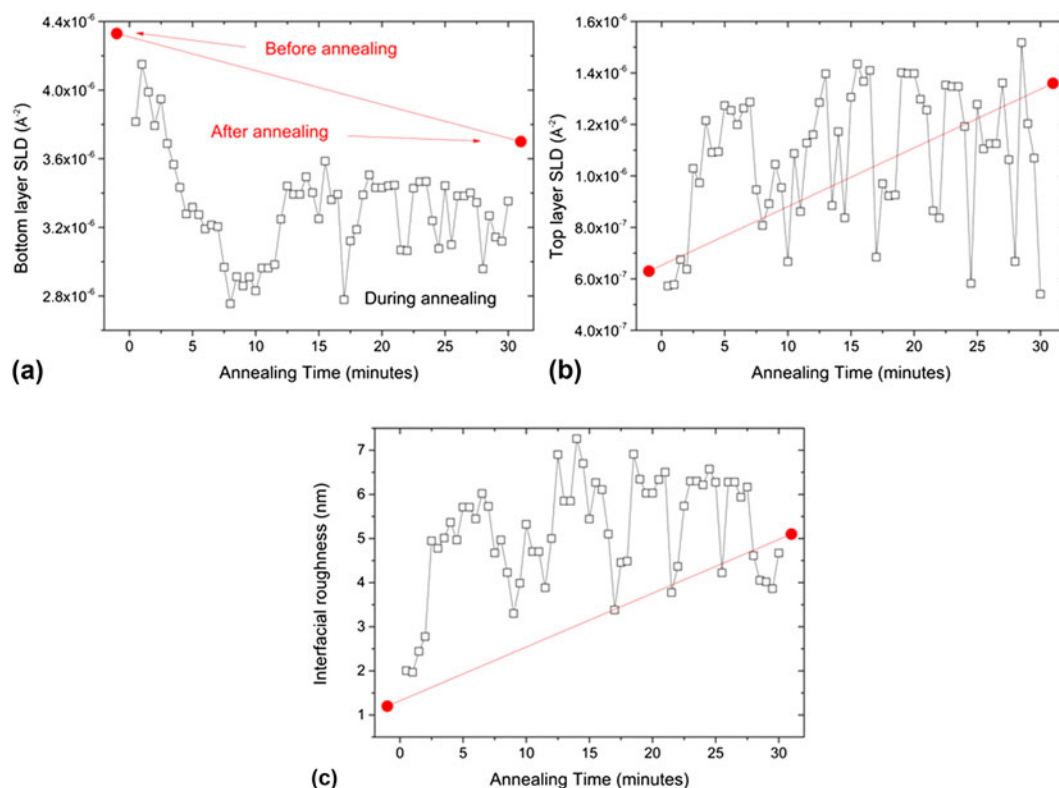 4.4x10⁻⁶
4.0x10⁻⁶
3.6x10⁻⁶
3.2x10⁻⁶
2.8x10⁻⁶
Bottom layer SLD (A⁻²)
Before annealing
After annealing
During annealing
0 5 10 15 20 25 30
Annealing Time (minutes)
(a)
1.6x10⁻⁶
1.4x10⁻⁶
1.2x10⁻⁶
1.0x10⁻⁶
8.0x10⁻⁷
6.0x10⁻⁷
4.0x10⁻⁷
Top layer SLD (A⁻²)
0 5 10 15 20 25 30
Annealing Time (minutes)
(b)
7
6
5
4
3
2
1
Interfacial roughness (nm)
0 5 10 15 20 25 30
Annealing Time (minutes)
(c)